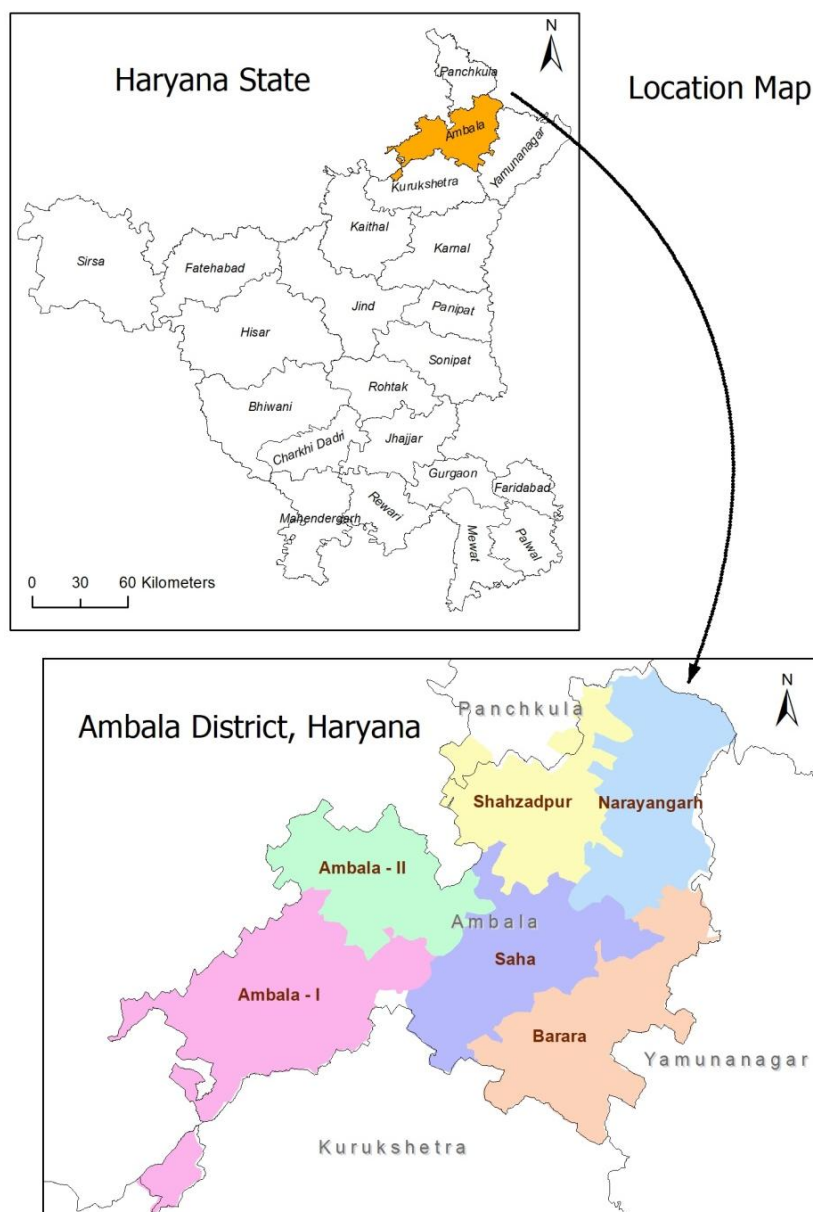 Haryana State
N
Location Map
Panchkula
Ambala
Yamunanagar
Kurukshetra
Kaithal
Karnal
Sirsa
Fatehabad
Jind
Panipat
Hisar
Sonipat
Rohtak
Bhiwani
Charkhi Dadri
Jhajjar
Gurgaon
Faridabad
Mahendergarh
Rewari
Mewat
Palwal
0 30 60 Kilometers
Ambala District, Haryana
Panchkula
N
Shahzadpur
Narayangarh
Ambala - II
Ambala
Saha
Ambala - I
Barara
Yamunanagar
Kurukshetra